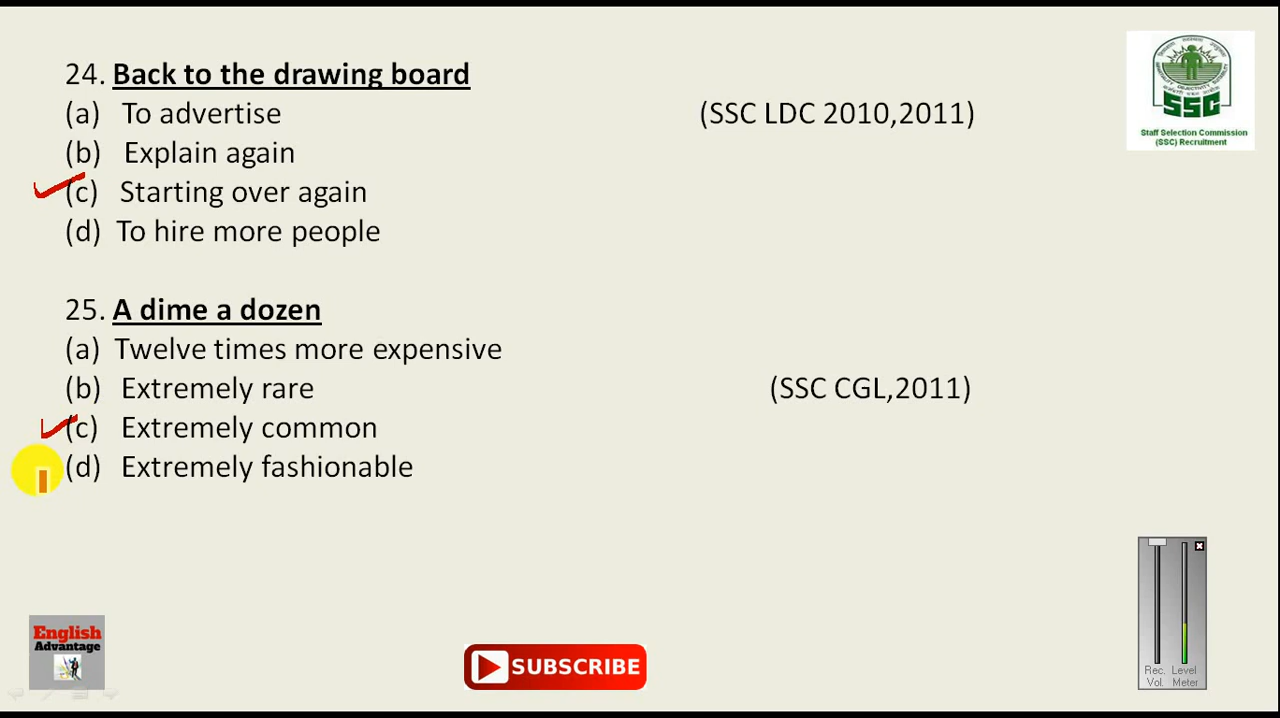 24. Back to the drawing board
(a) To advertise (SSC LDC 2010,2011)
(b) Explain again
(c) Starting over again
(d) To hire more people
25. A dime a dozen
(a) Twelve times more expensive
(b) Extremely rare (SSC CGL,2011)
(c) Extremely common
(d) Extremely fashionable
SSC
Staff Selection Commission
(SSC) Recruitment
English
Advantage
SUBSCRIBE
Rec. Level
Vol. Meter